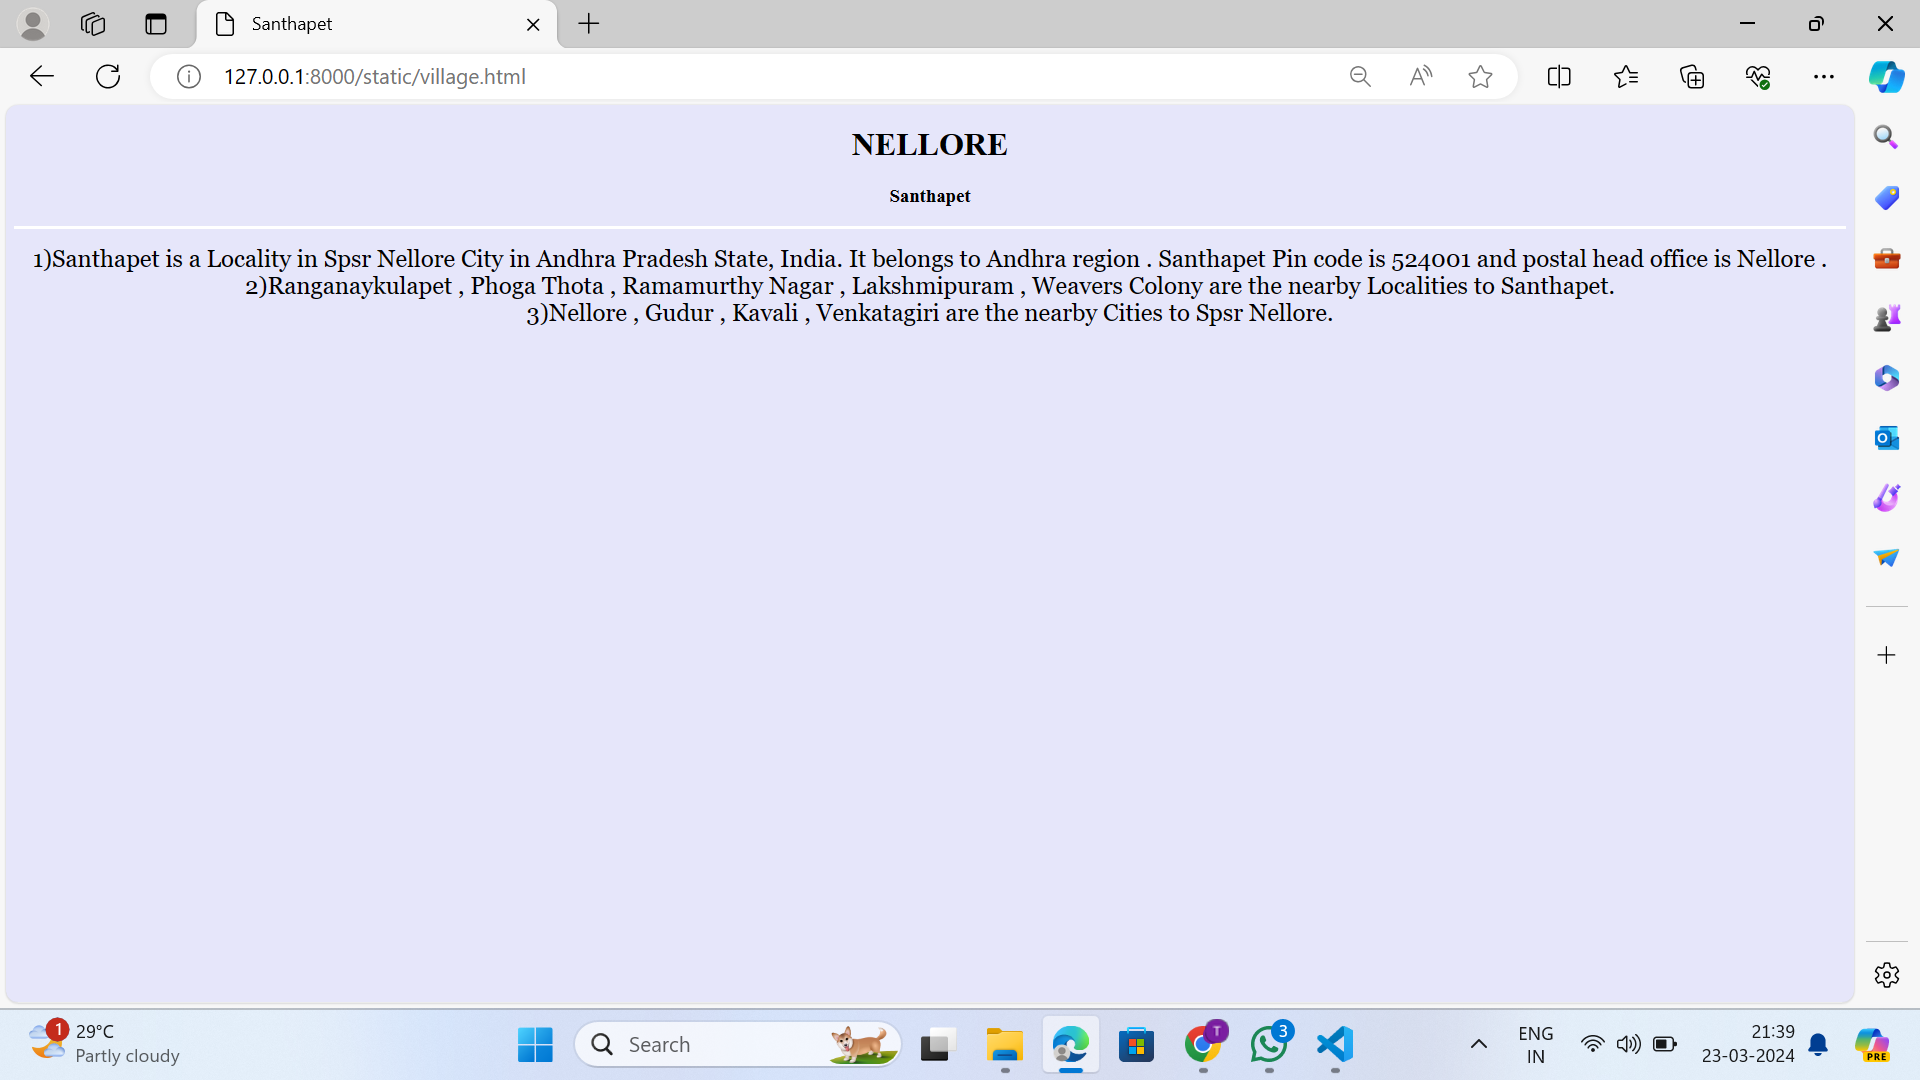 Santhapet
127.0.0.1:8000/static/village.html
NELLORE
Santhapet
1)Santhapet is a Locality in Spsr Nellore City in Andhra Pradesh State, India. It belongs to Andhra region . Santhapet Pin code is 524001 and postal head office is Nellore .
2)Ranganaykulapet , Phoga Thota , Ramamurthy Nagar , Lakshmipuram , Weavers Colony are the nearby Localities to Santhapet.
3)Nellore , Gudur , Kavali , Venkatagiri are the nearby Cities to Spsr Nellore.
1
29°C
Partly cloudy
Search
T
3
ENG
IN
21:39
23-03-2024
PRE